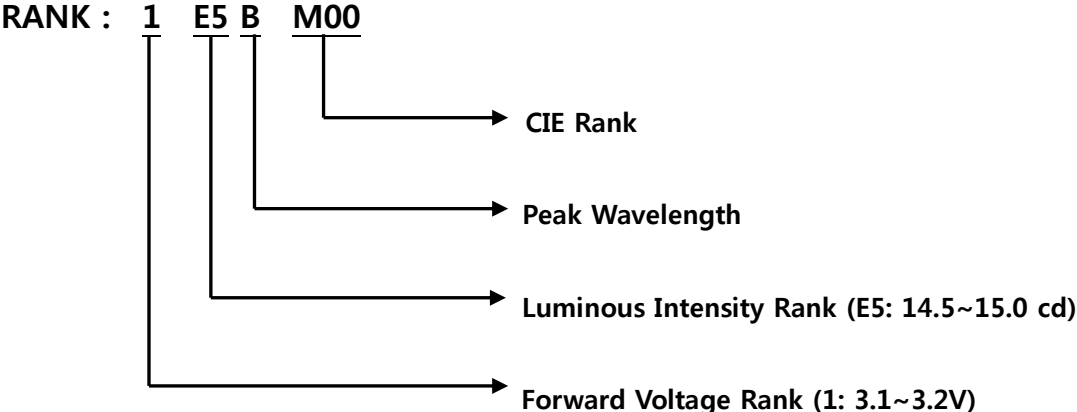 RANK : 1 E5 B M00
CIE Rank
Peak Wavelength
Luminous Intensity Rank (E5: 14.5~15.0 cd)
Forward Voltage Rank (1: 3.1~3.2V)